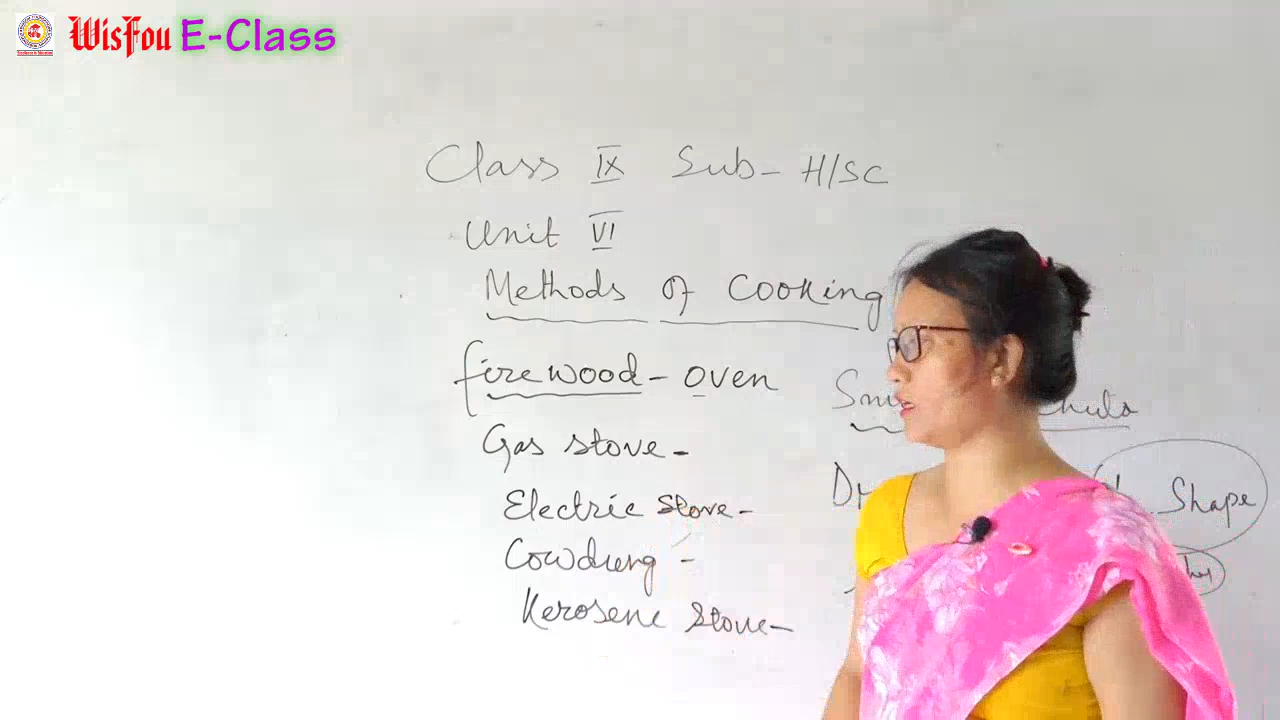 WisFou E-Class
Class IX Sub- H/SC
Unit VI
Methods of Cooking
firewood - Oven
Gas stove -
Electric Stove -
Cowdung -
Kerosene Stove -
Shape